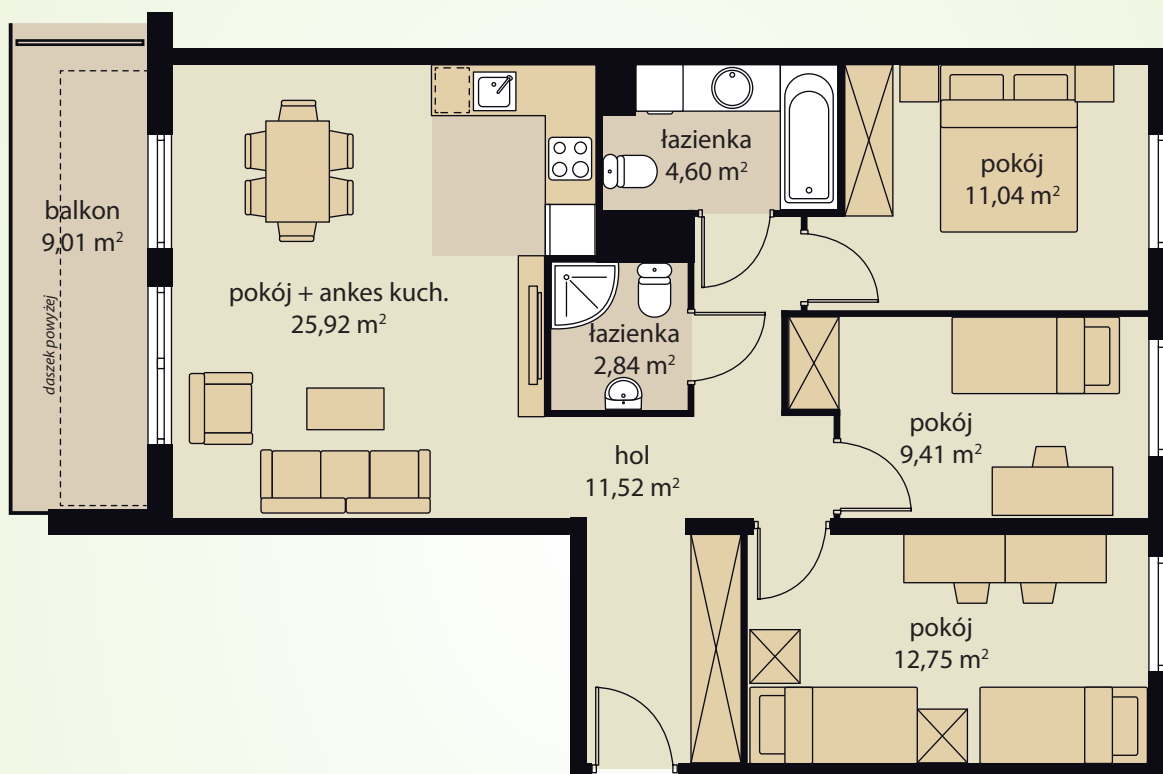 balkon
9,01 m²
daszek powyżej
pokój + ankes kuch.
25,92 m²
łazienka
4,60 m²
łazienka
2,84 m²
pokój
11,04 m²
pokój
9,41 m²
hol
11,52 m²
pokój
12,75 m²